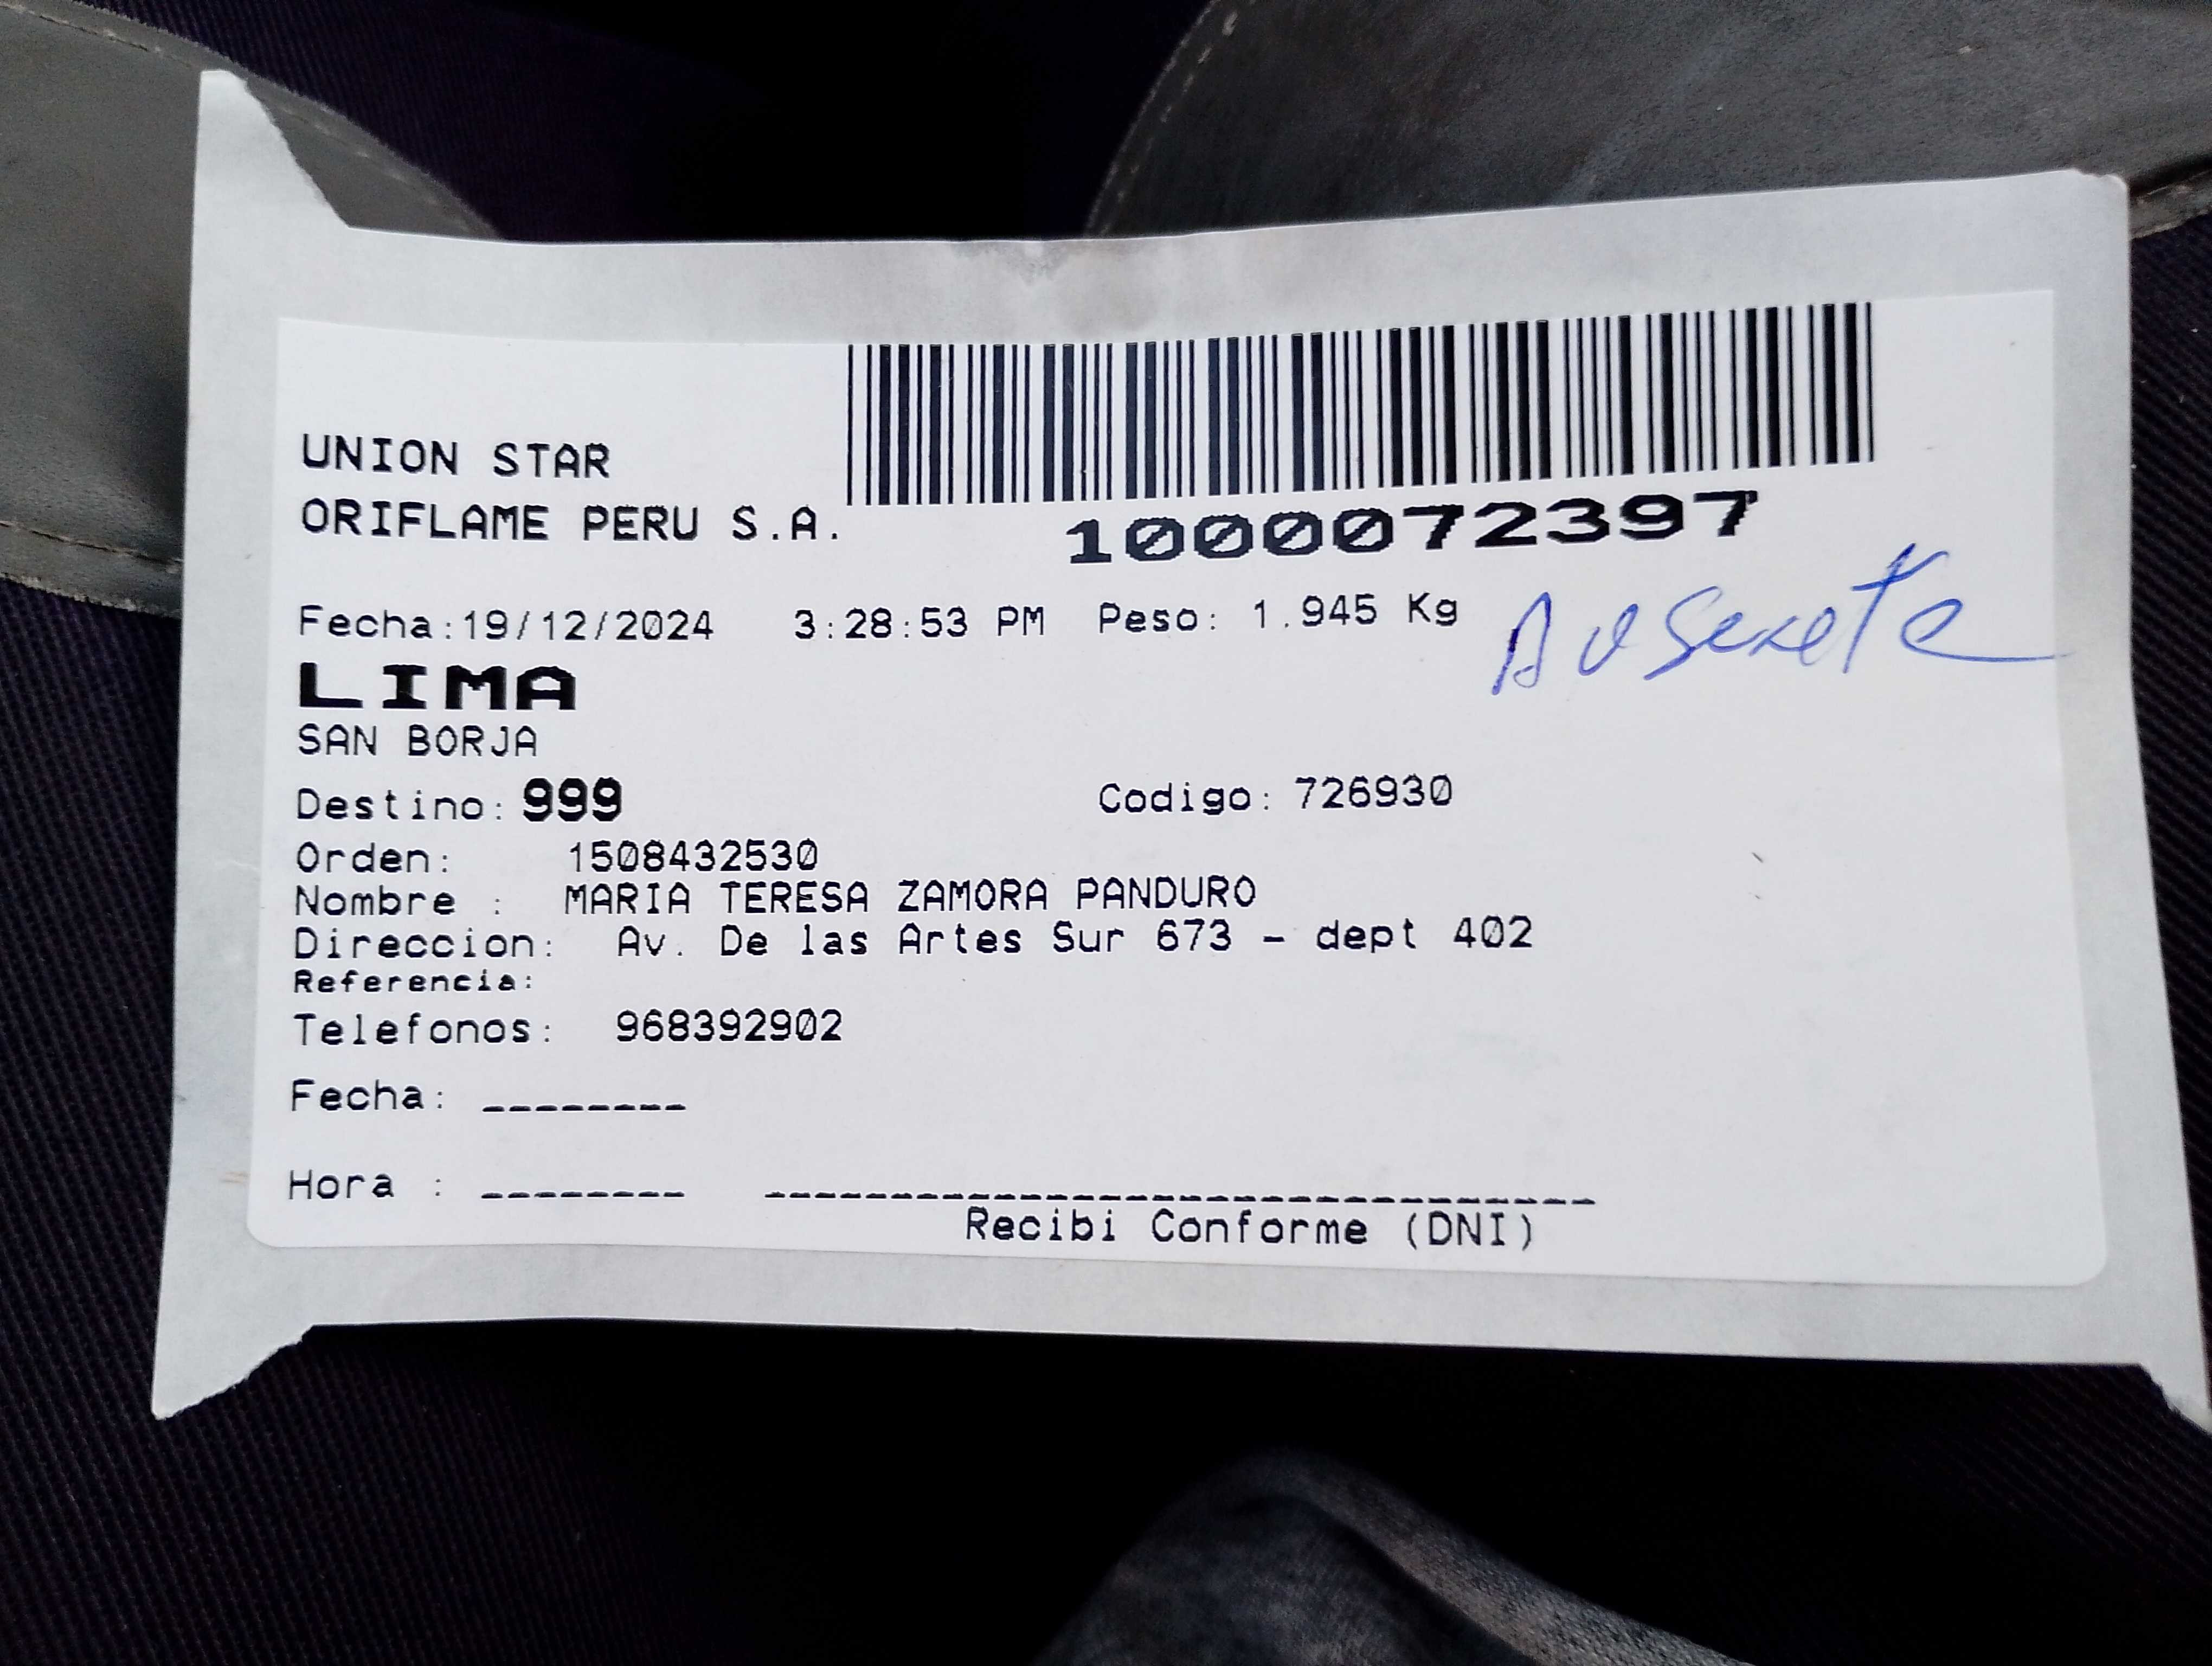 UNION STAR
ORIFLAME PERU S.A.
1000072397
Fecha:19/12/2024 3:28:53 PM Peso: 1.945 Kg
Ausente
LIMA
SAN BORJA
Destino: 999 Codigo: 726930
Orden: 1508432530
Nombre : MARIA TERESA ZAMORA PANDURO
Direccion: Av. De las Artes Sur 673 - dept 402
Referencia:
Telefonos: 968392902
Fecha: --------
Hora : --------
Recibi Conforme (DNI)